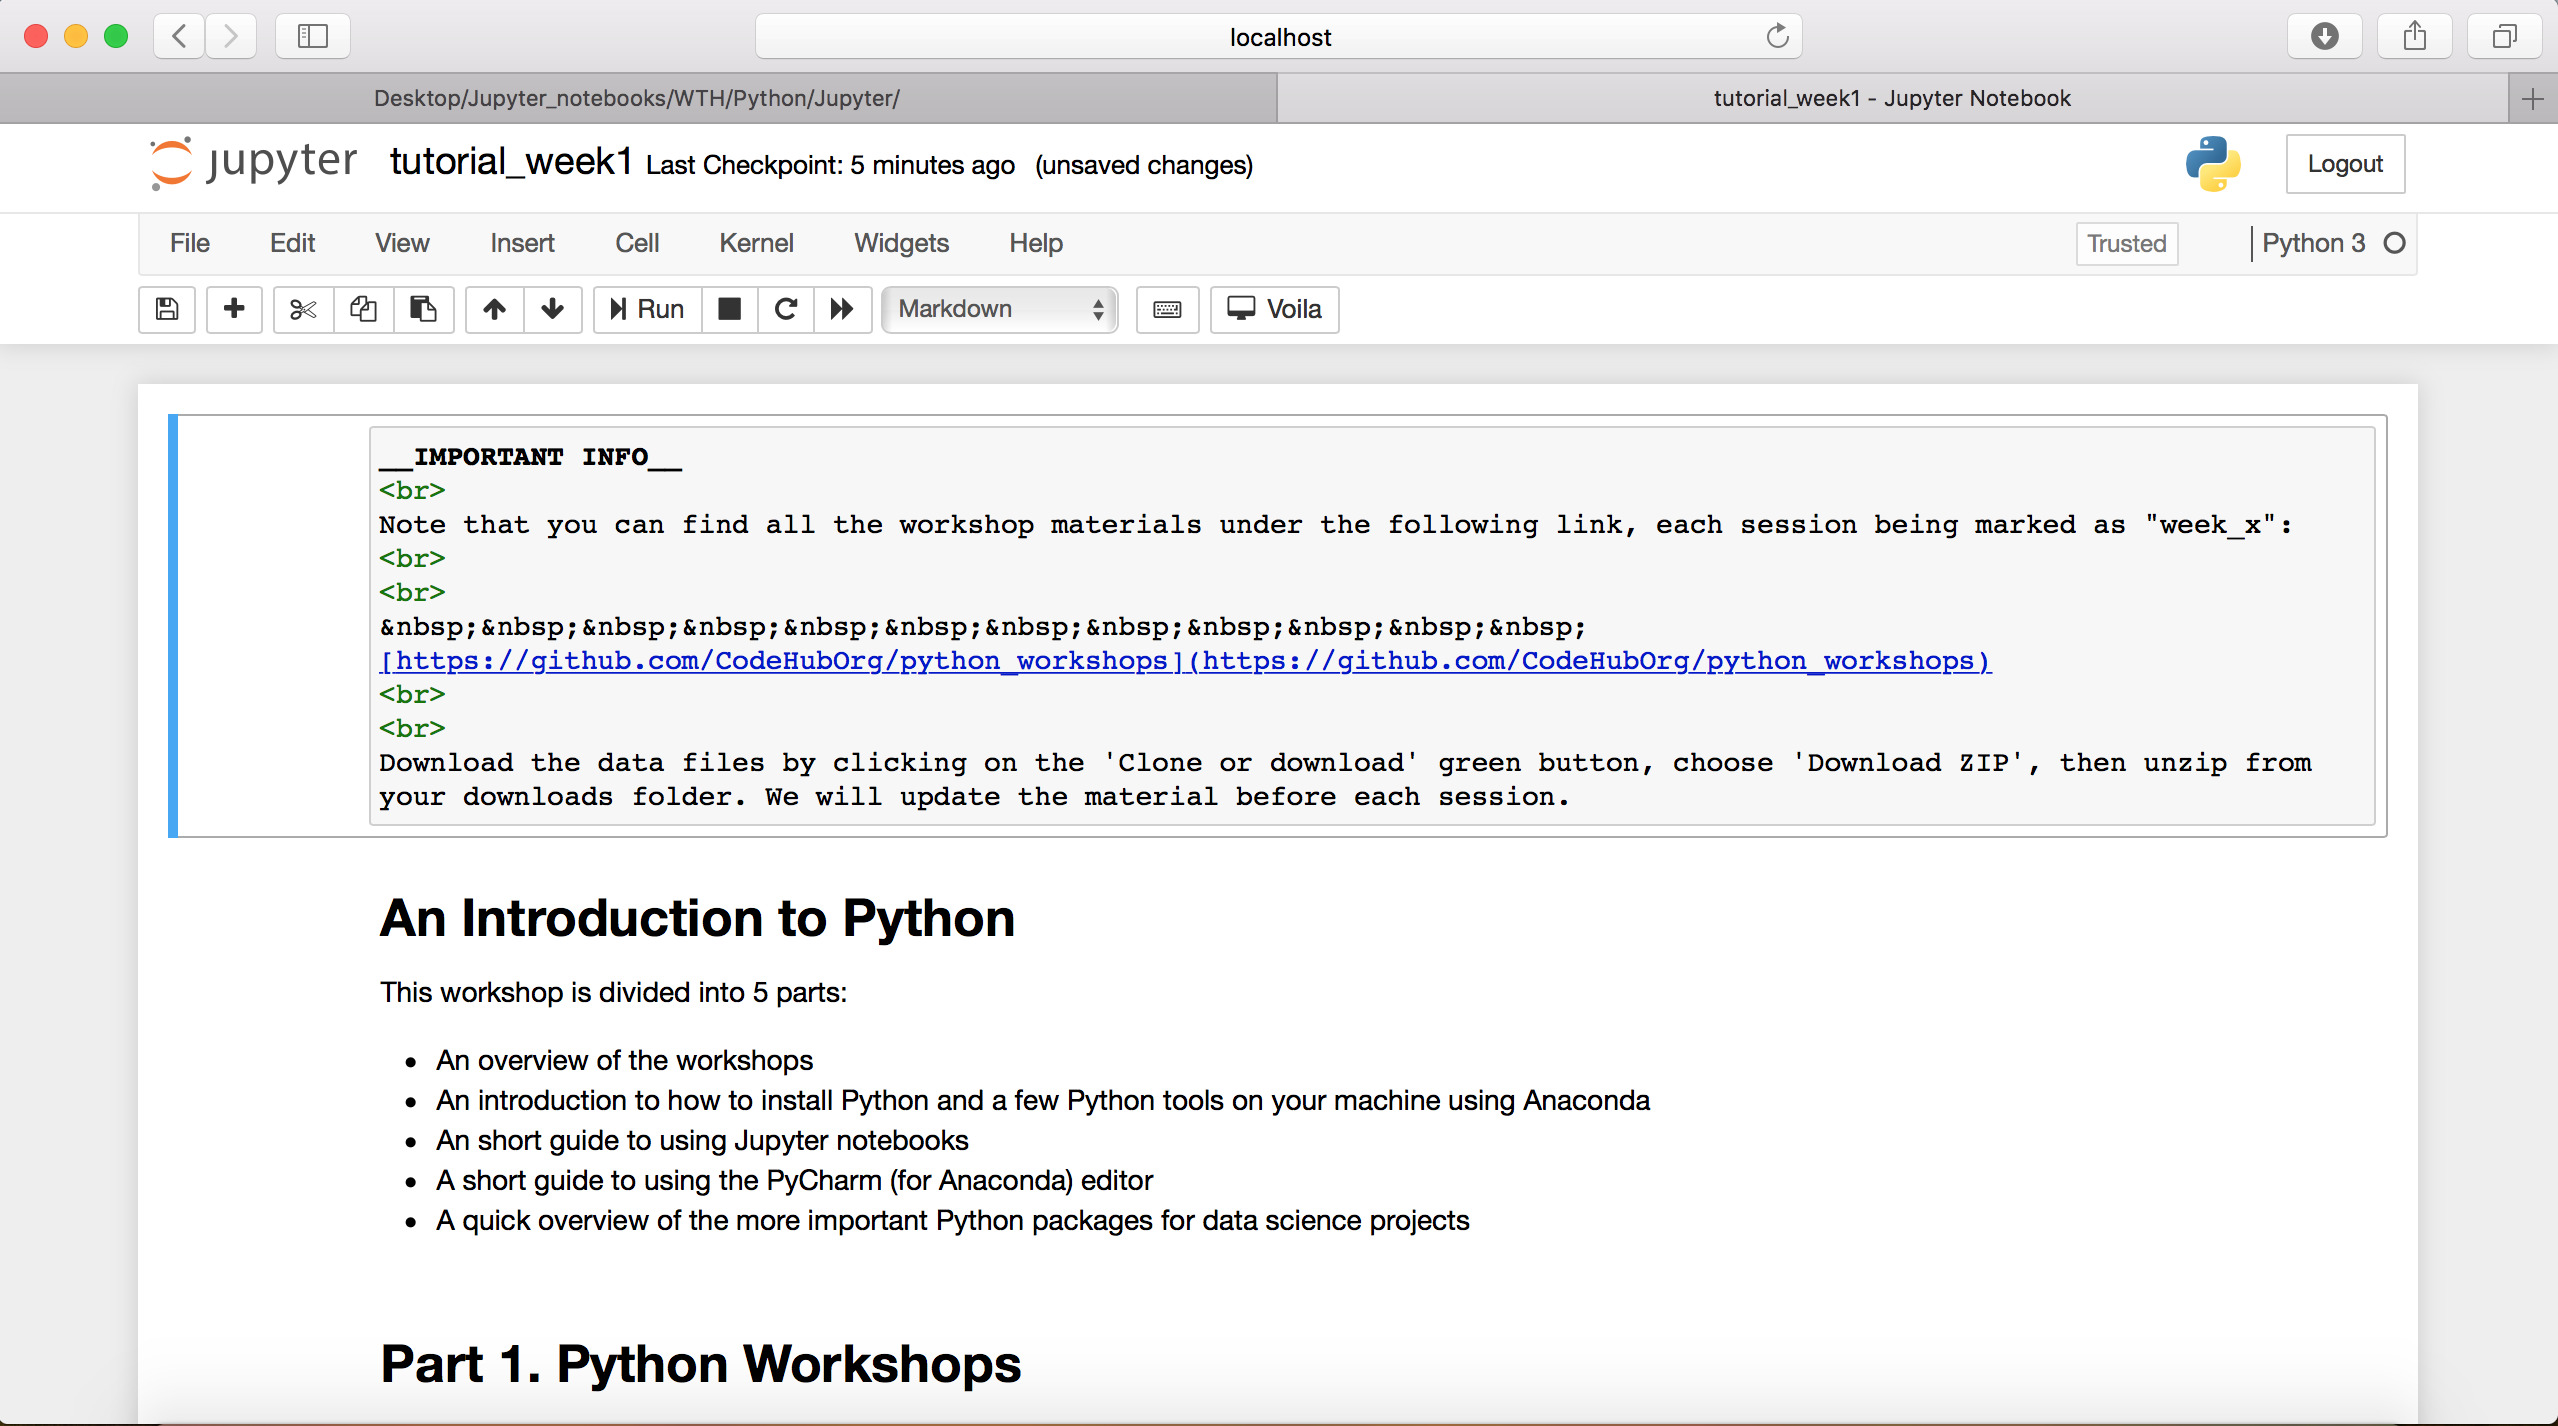 localhost
Desktop/Jupyter_notebooks/WTH/Python/Jupyter/
tutorial_week1 - Jupyter Notebook
jupyter tutorial_week1 Last Checkpoint: 5 minutes ago (unsaved changes)
Logout
File Edit View Insert Cell Kernel Widgets Help
Trusted
Python 3
Run
Markdown
Voila
__IMPORTANT INFO__
<br>
Note that you can find all the workshop materials under the following link, each session being marked as "week_x":
<br>
<br>
&nbsp;&nbsp;&nbsp;&nbsp;&nbsp;&nbsp;&nbsp;&nbsp;&nbsp;&nbsp;&nbsp;&nbsp;
[https://github.com/CodeHubOrg/python_workshops](https://github.com/CodeHubOrg/python_workshops)
<br>
<br>
Download the data files by clicking on the 'Clone or download' green button, choose 'Download ZIP', then unzip from
your downloads folder. We will update the material before each session.
An Introduction to Python
This workshop is divided into 5 parts:
• An overview of the workshops
• An introduction to how to install Python and a few Python tools on your machine using Anaconda
• An short guide to using Jupyter notebooks
• A short guide to using the PyCharm (for Anaconda) editor
• A quick overview of the more important Python packages for data science projects
Part 1. Python Workshops